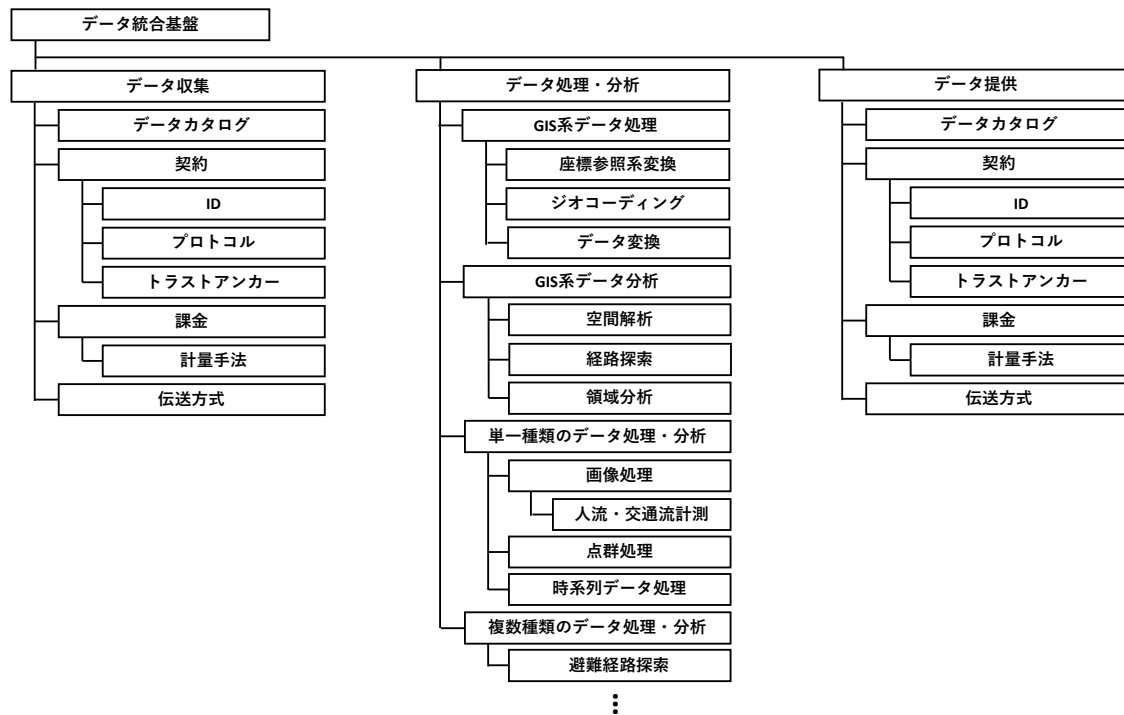 データ統合基盤
データ収集
データカタログ
契約
ID
プロトコル
トラストアンカー
課金
計量手法
伝送方式
データ処理・分析
GIS系データ処理
座標参照系変換
ジオコーディング
データ変換
GIS系データ分析
空間解析
経路探索
領域分析
単一種類のデータ処理・分析
画像処理
人流・交通流計測
点群処理
時系列データ処理
複数種類のデータ処理・分析
避難経路探索
データ提供
データカタログ
契約
ID
プロトコル
トラストアンカー
課金
計量手法
伝送方式